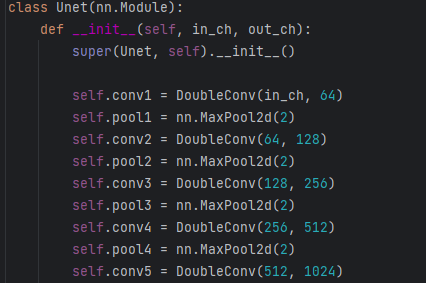 class Unet(nn.Module):
    def __init__(self, in_ch, out_ch):
        super(Unet, self).__init__()

        self.conv1 = DoubleConv(in_ch, 64)
        self.pool1 = nn.MaxPool2d(2)
        self.conv2 = DoubleConv(64, 128)
        self.pool2 = nn.MaxPool2d(2)
        self.conv3 = DoubleConv(128, 256)
        self.pool3 = nn.MaxPool2d(2)
        self.conv4 = DoubleConv(256, 512)
        self.pool4 = nn.MaxPool2d(2)
        self.conv5 = DoubleConv(512, 1024)